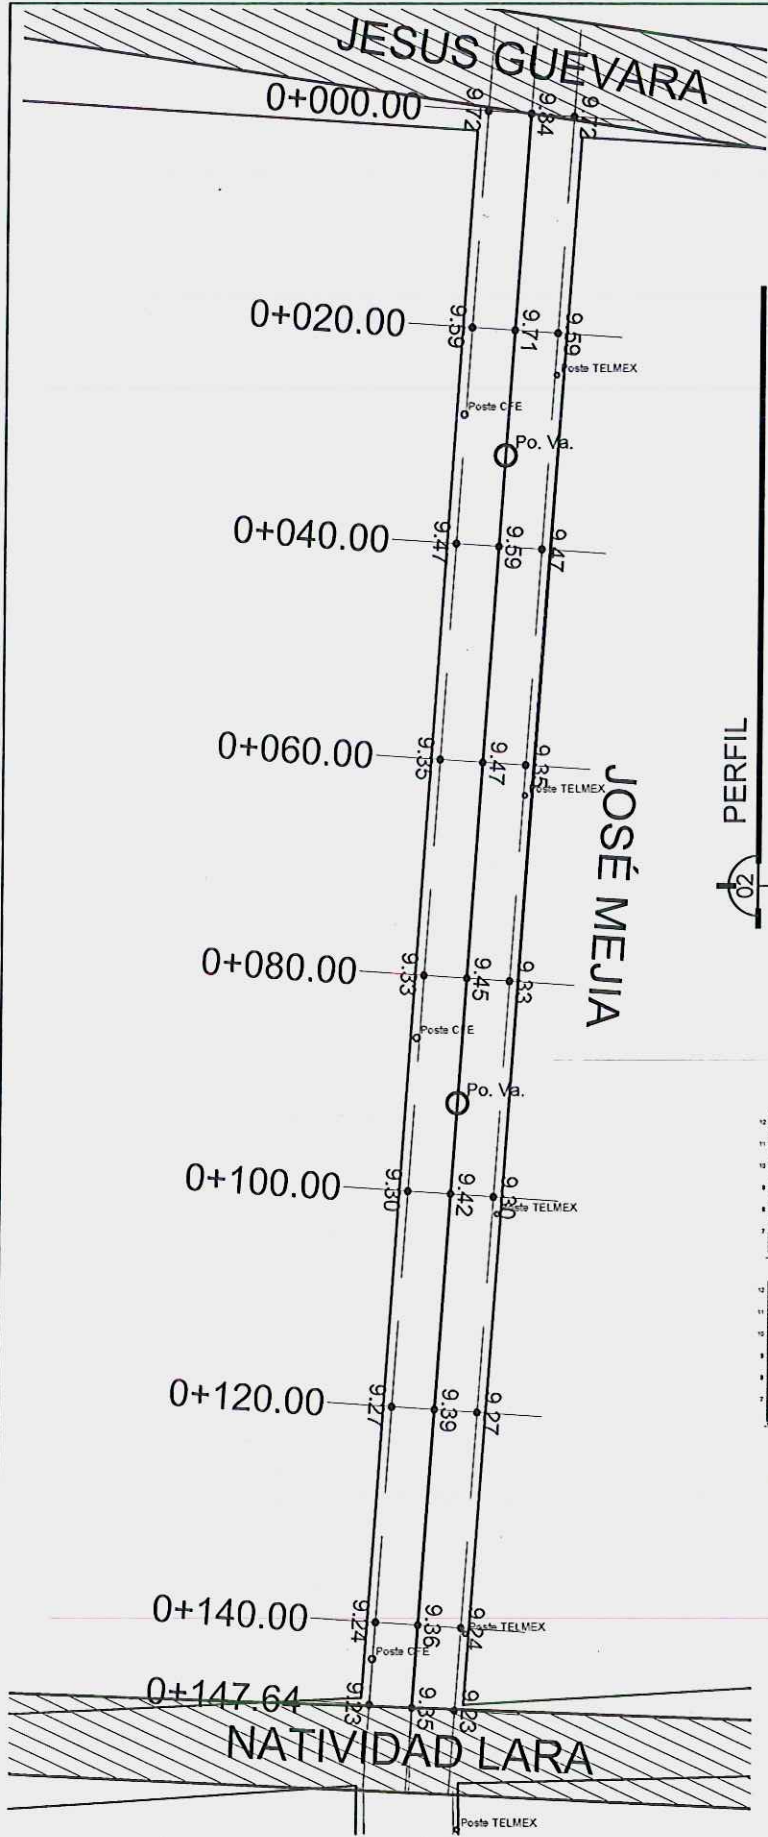 JESUS GUEVARA
0+000.00
9.72
9.84
9.72
0+020.00
9.59
9.71
9.59
Poste TELMEX
Poste CFE
Po. Va.
0+040.00
9.47
9.59
9.47
0+060.00
9.35
9.47
9.35
Poste TELMEX
JOSÉ MEJIA
PERFIL
02
0+080.00
9.33
9.45
9.33
Poste CFE
Po. Va.
0+100.00
9.30
9.42
9.30
Poste TELMEX
0+120.00
9.27
9.39
9.27
0+140.00
9.24
9.36
9.24
Poste TELMEX
Poste CFE
0+147.64
9.23
9.35
9.23
NATIVIDAD LARA
Poste TELMEX